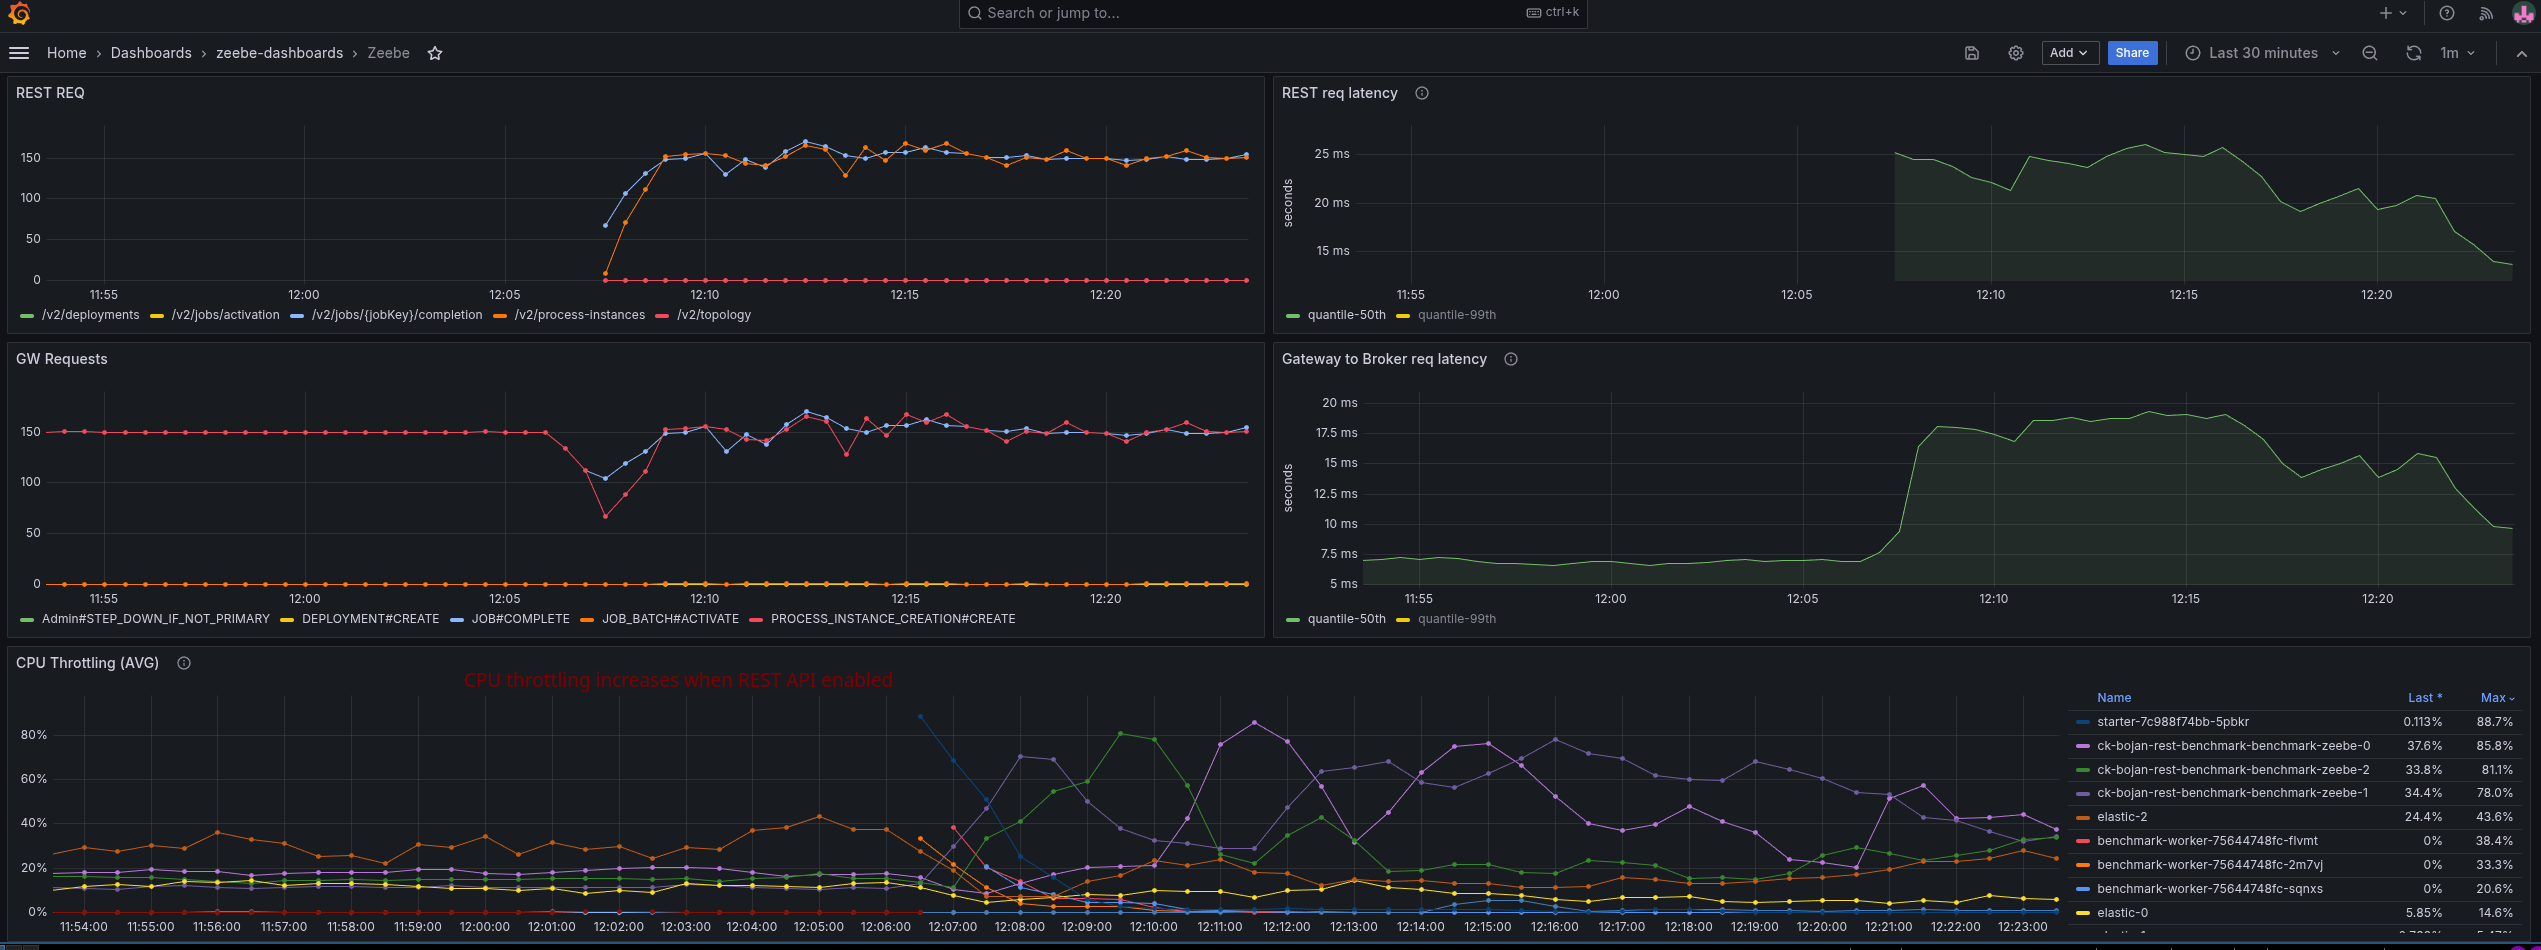 Search or jump to...
ctrl+k
Home › Dashboards › zeebe-dashboards › Zeebe
Add
Share
Last 30 minutes
1m
REST REQ
150
100
50
0
11:55 12:00 12:05 12:10 12:15 12:20
/v2/deployments /v2/jobs/activation /v2/jobs/{jobKey}/completion /v2/process-instances /v2/topology
REST req latency
seconds
25 ms
20 ms
15 ms
11:55 12:00 12:05 12:10 12:15 12:20
quantile-50th quantile-99th
GW Requests
150
100
50
0
11:55 12:00 12:05 12:10 12:15 12:20
Admin#STEP_DOWN_IF_NOT_PRIMARY DEPLOYMENT#CREATE JOB#COMPLETE JOB_BATCH#ACTIVATE PROCESS_INSTANCE_CREATION#CREATE
Gateway to Broker req latency
seconds
20 ms
17.5 ms
15 ms
12.5 ms
10 ms
7.5 ms
5 ms
11:55 12:00 12:05 12:10 12:15 12:20
quantile-50th quantile-99th
CPU Throttling (AVG)
CPU throttling increases when REST API enabled
80%
60%
40%
20%
0%
11:54:00 11:55:00 11:56:00 11:57:00 11:58:00 11:59:00 12:00:00 12:01:00 12:02:00 12:03:00 12:04:00 12:05:00 12:06:00 12:07:00 12:08:00 12:09:00 12:10:00 12:11:00 12:12:00 12:13:00 12:14:00 12:15:00 12:16:00 12:17:00 12:18:00 12:19:00 12:20:00 12:21:00 12:22:00 12:23:00
Name Last * Max
starter-7c988f74bb-5pbkr 0.113% 88.7%
ck-bojan-rest-benchmark-benchmark-zeebe-0 37.6% 85.8%
ck-bojan-rest-benchmark-benchmark-zeebe-2 33.8% 81.1%
ck-bojan-rest-benchmark-benchmark-zeebe-1 34.4% 78.0%
elastic-2 24.4% 43.6%
benchmark-worker-75644748fc-flvmt 0% 38.4%
benchmark-worker-75644748fc-2m7vj 0% 33.3%
benchmark-worker-75644748fc-sqnxs 0% 20.6%
elastic-0 5.85% 14.6%